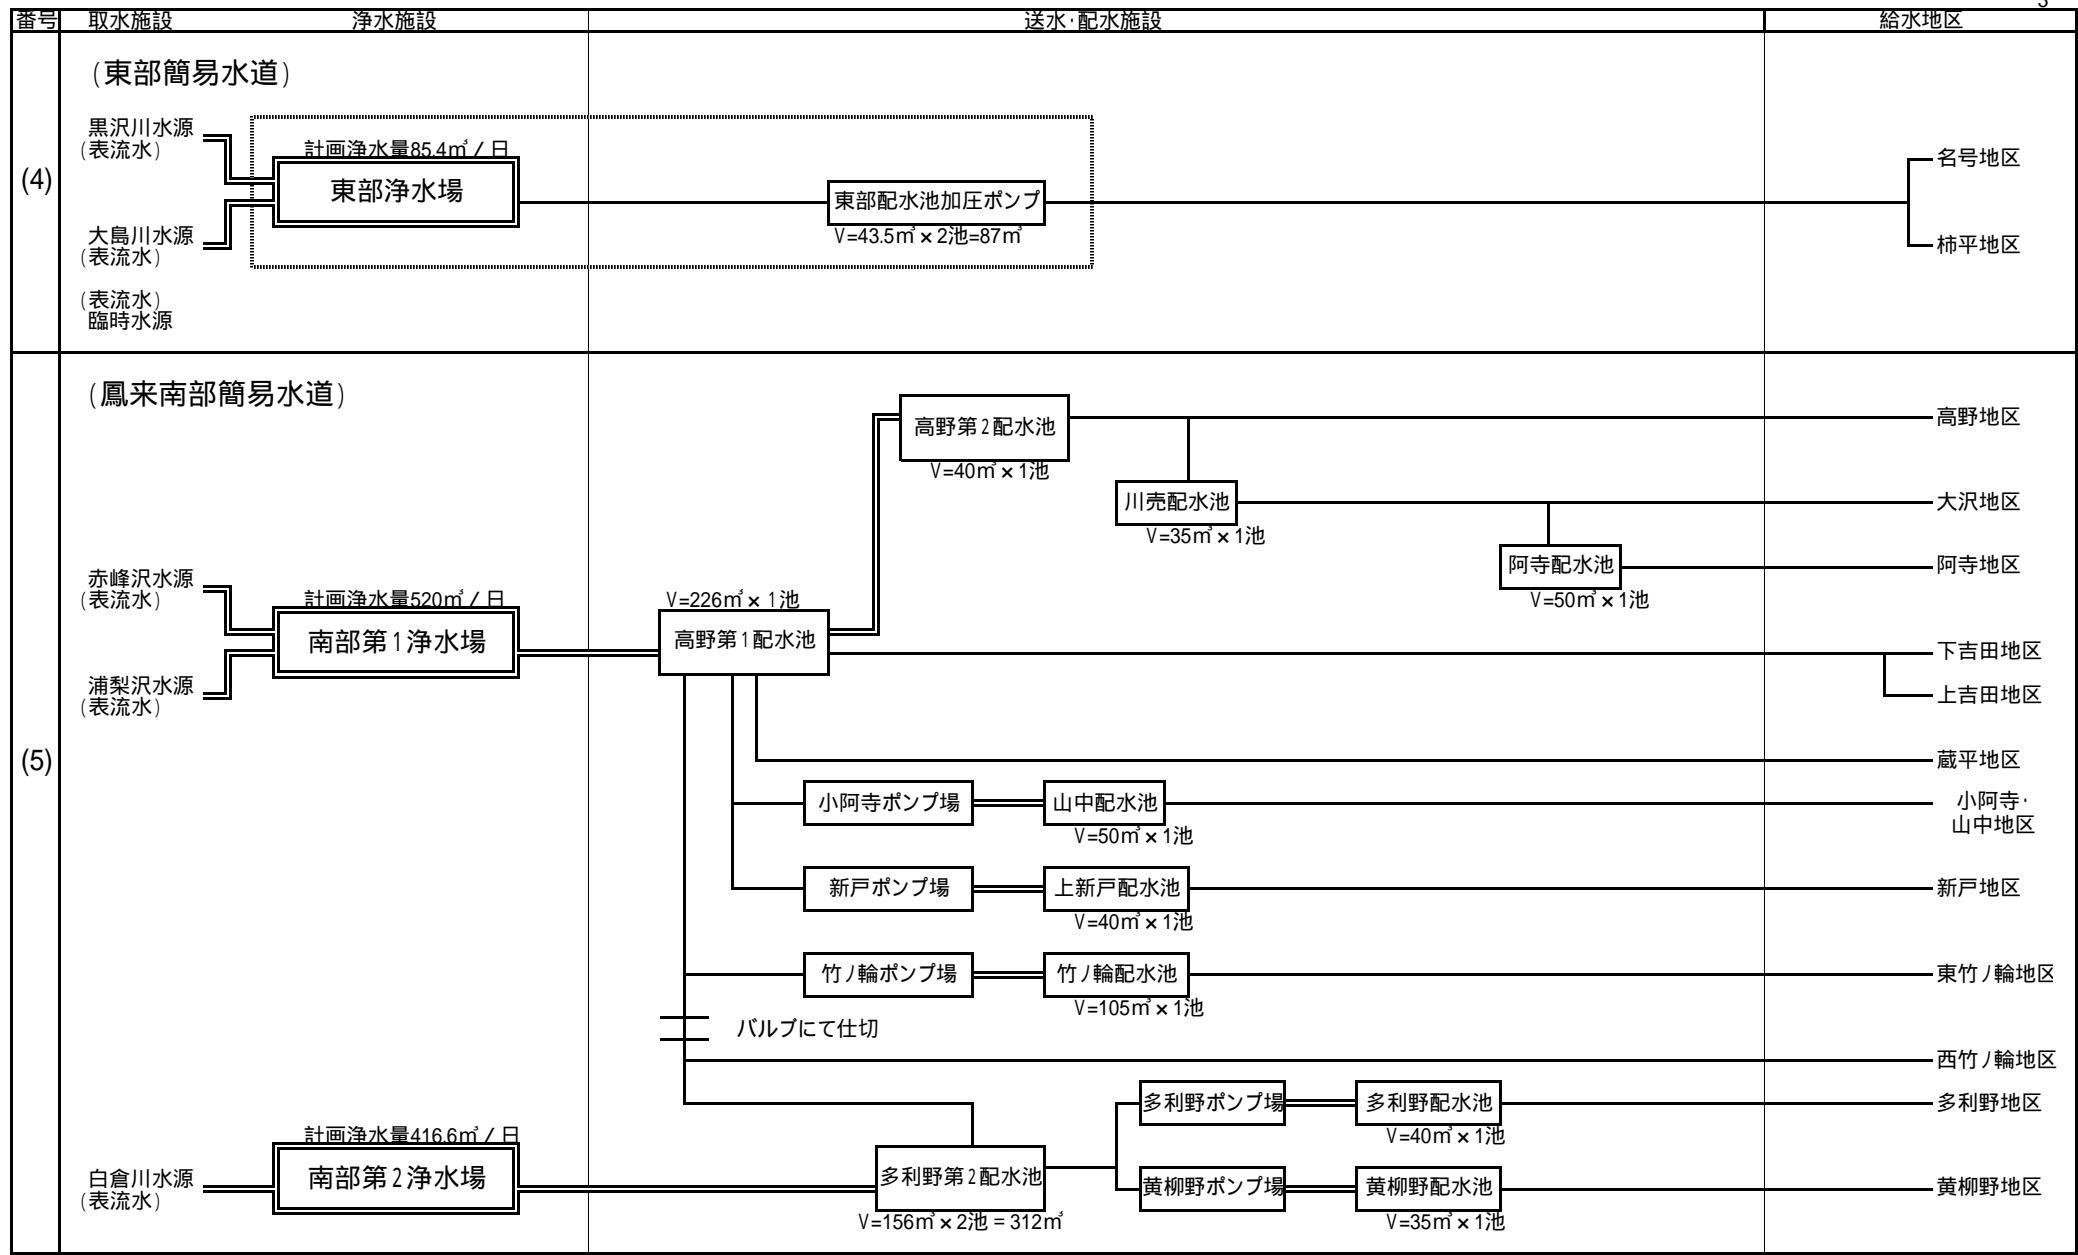 3
番号 取水施設 浄水施設 送水･配水施設 給水地区
(4)
(東部簡易水道)
黒沢川水源
(表流水)
大島川水源
(表流水)
(表流水)
臨時水源
計画浄水量85.4㎥/日
東部浄水場
東部配水池加圧ポンプ
V=43.5㎥×2池=87㎥
名号地区
柿平地区
(5)
(鳳来南部簡易水道)
高野第2配水池
V=40㎥×1池
高野地区
川売配水池
V=35㎥×1池
大沢地区
阿寺配水池
V=50㎥×1池
阿寺地区
赤峰沢水源
(表流水)
浦梨沢水源
(表流水)
計画浄水量520㎥/日
南部第1浄水場
V=226㎥×1池
高野第1配水池
下吉田地区
上吉田地区
蔵平地区
小阿寺ポンプ場
山中配水池
V=50㎥×1池
小阿寺･
山中地区
新戸ポンプ場
上新戸配水池
V=40㎥×1池
新戸地区
竹ノ輪ポンプ場
竹ノ輪配水池
V=105㎥×1池
東竹ノ輪地区
バルブにて仕切
西竹ノ輪地区
多利野ポンプ場
多利野配水池
V=40㎥×1池
多利野地区
白倉川水源
(表流水)
計画浄水量416.6㎥/日
南部第2浄水場
多利野第2配水池
V=156㎥×2池=312㎥
黄柳野ポンプ場
黄柳野配水池
V=35㎥×1池
黄柳野地区